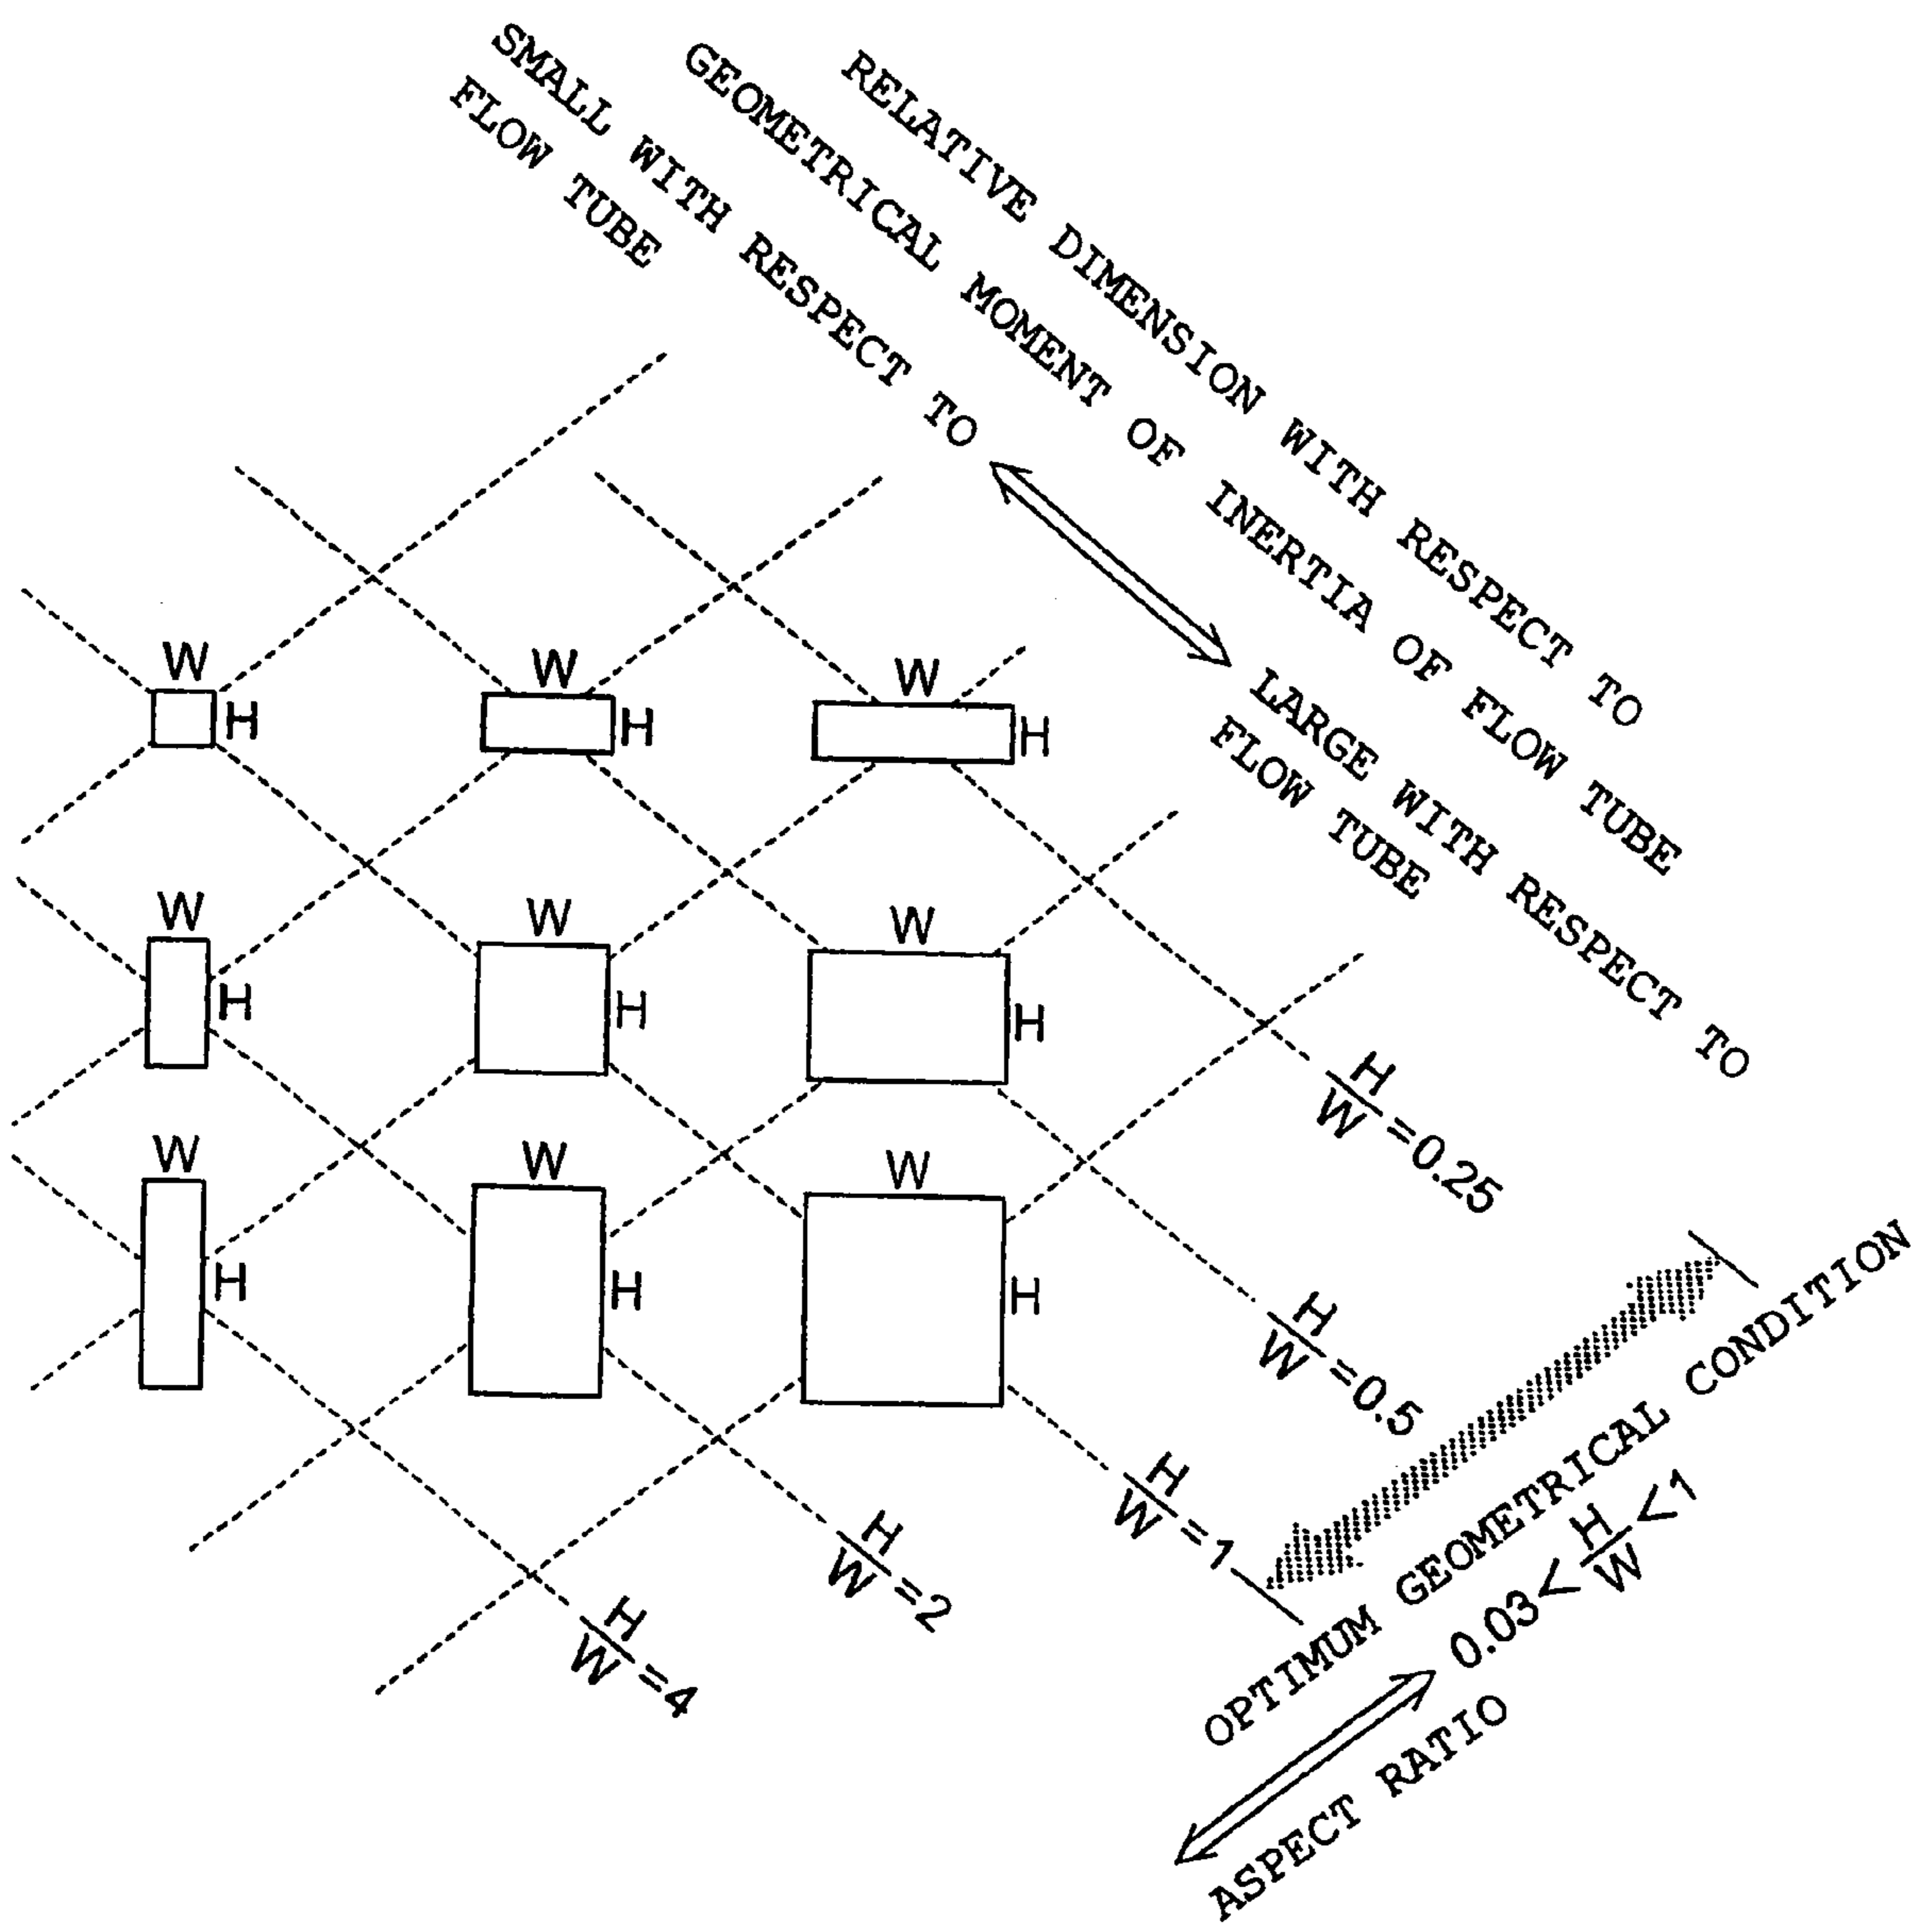 RELATIVE DIMENSION WITH RESPECT TO
GEOMETRICAL MOMENT OF INERTIA OF FLOW TUBE
SMALL WITH RESPECT TO
FLOW TUBE
LARGE WITH RESPECT TO
FLOW TUBE
W
H
W
H
W
H
W
H
W
H
W
H
W
H
W
H
W
H
H/W=0.25
H/W=0.5
H/W=1
H/W=2
H/W=4
OPTIMUM GEOMETRICAL CONDITION
0.03<H/W<1
ASPECT RATIO